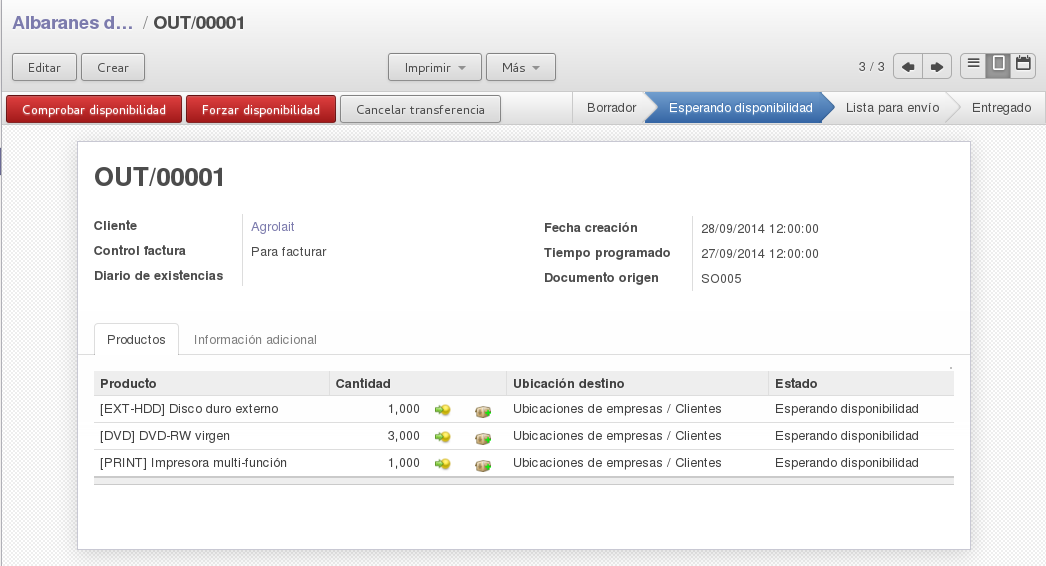 Albaranes d... / OUT/00001
Editar Crear Imprimir Más 3 / 3
Comprobar disponibilidad Forzar disponibilidad Cancelar transferencia Borrador Esperando disponibilidad Lista para envío Entregado
OUT/00001
Cliente Agrolait
Control factura Para facturar
Diario de existencias
Fecha creación 28/09/2014 12:00:00
Tiempo programado 27/09/2014 12:00:00
Documento origen SO005
Productos Información adicional
Producto Cantidad Ubicación destino Estado
[EXT-HDD] Disco duro externo 1,000 Ubicaciones de empresas / Clientes Esperando disponibilidad
[DVD] DVD-RW virgen 3,000 Ubicaciones de empresas / Clientes Esperando disponibilidad
[PRINT] Impresora multi-función 1,000 Ubicaciones de empresas / Clientes Esperando disponibilidad